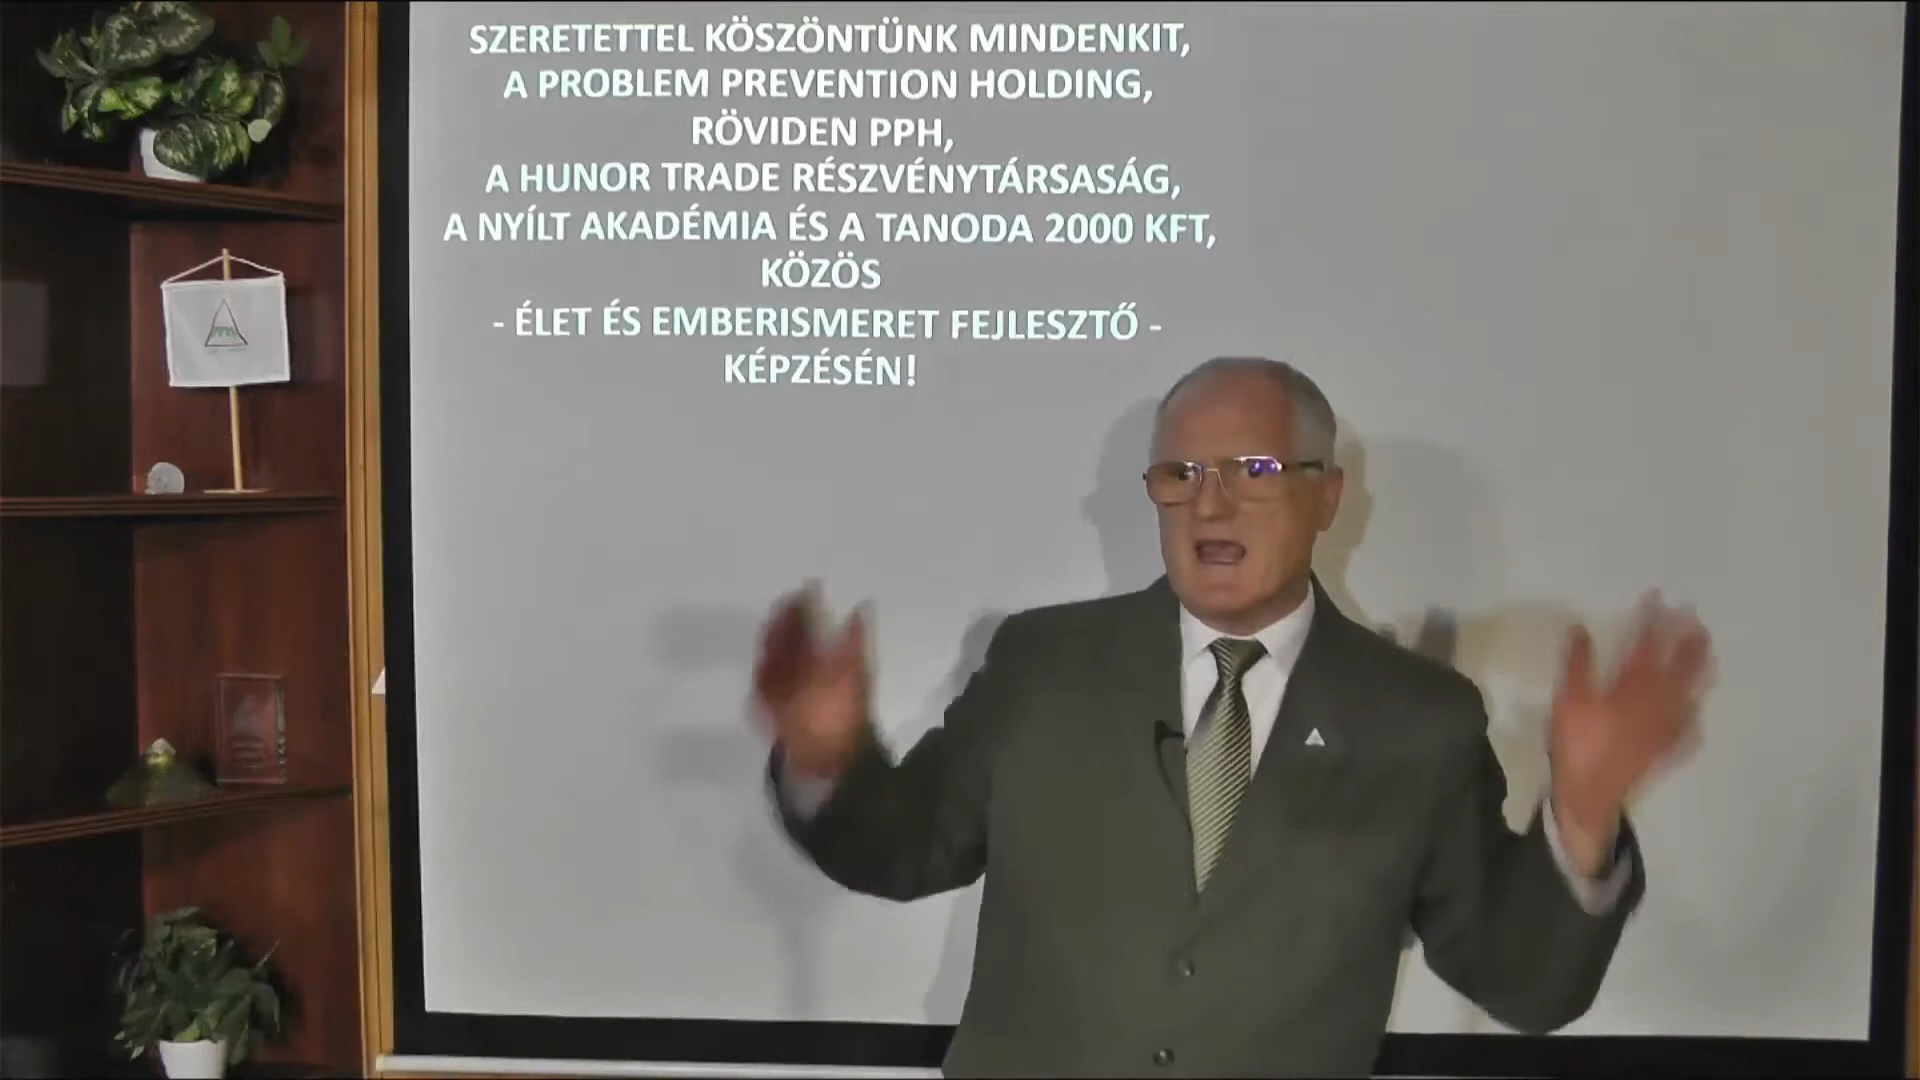 SZERETETTEL KÖSZÖNTÜNK MINDENKIT,
A PROBLEM PREVENTION HOLDING,
RÖVIDEN PPH,
A HUNOR TRADE RÉSZVÉNYTÁRSASÁG,
A NYÍLT AKADÉMIA ÉS A TANODA 2000 KFT,
KÖZÖS
- ÉLET ÉS EMBERISMERET FEJLESZTŐ -
KÉPZÉSÉN!